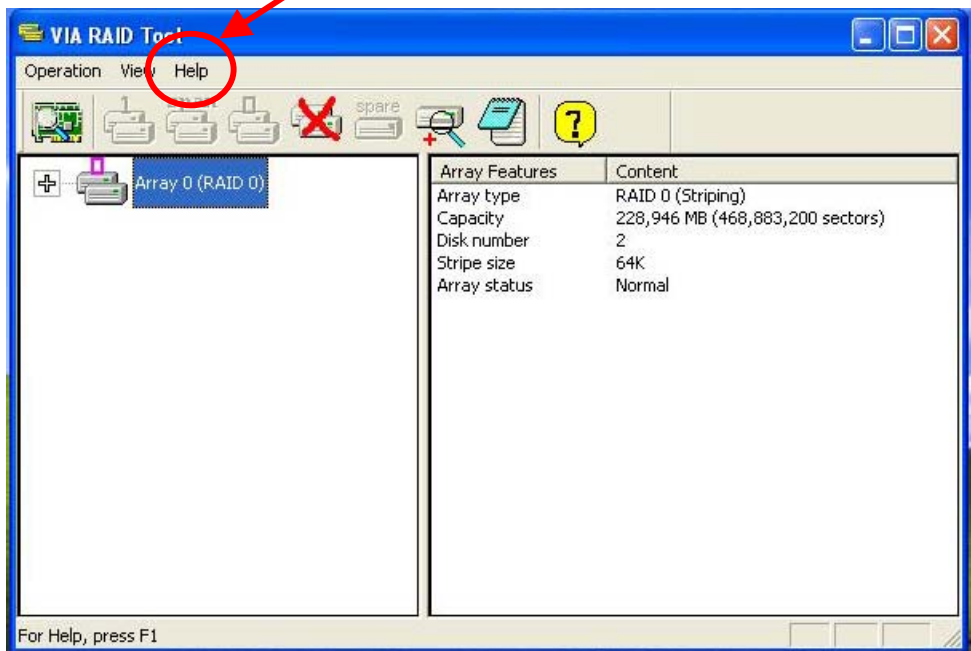 VIA RAID Tool
Operation View Help
1 spare
Array 0 (RAID 0)
Array Features Content
Array type RAID 0 (Striping)
Capacity 228,946 MB (468,883,200 sectors)
Disk number 2
Stripe size 64K
Array status Normal
For Help, press F1